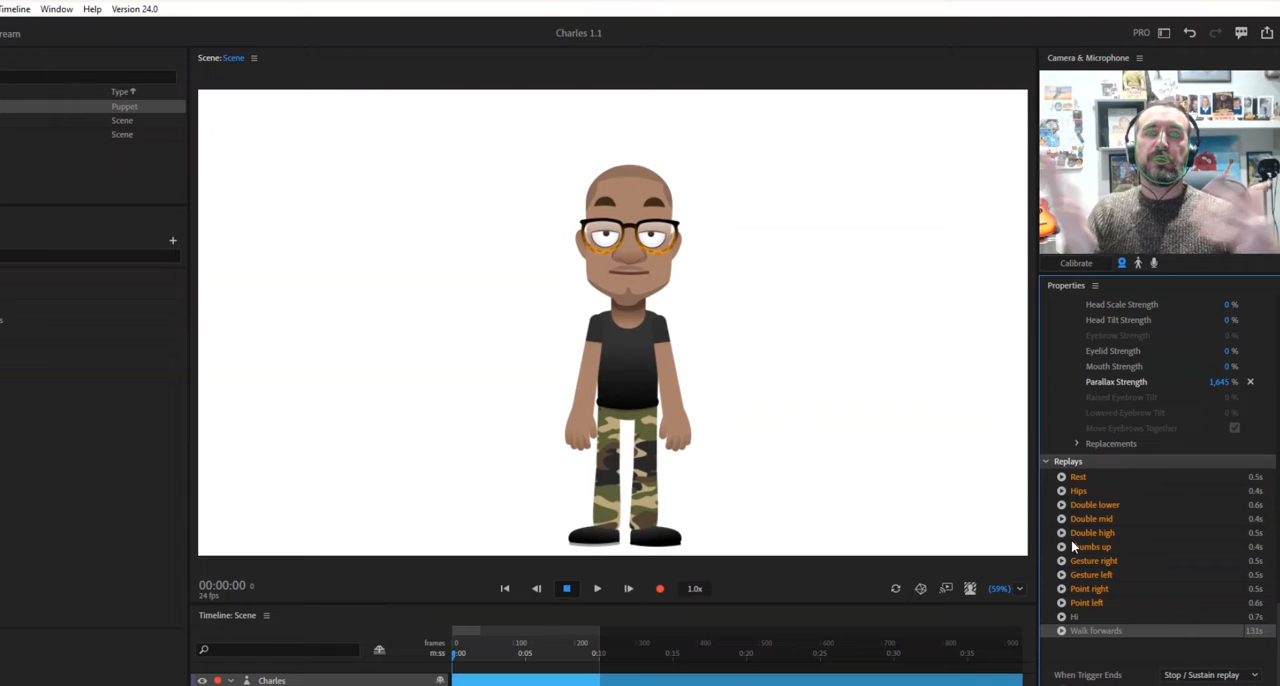 Timeline Window Help Version 24.0
ream
Charles 1.1
PRO
Scene: Scene
Camera & Microphone
Type
Puppet
Scene
Scene
Calibrate
Properties
Head Scale Strength 0 %
Head Tilt Strength 0 %
Eyebrow Strength 0 %
Eyelid Strength 0 %
Mouth Strength 0 %
Parallax Strength 1,645 %
Raised Eyebrow Tilt 0 %
Lowered Eyebrow Tilt 0 %
Move Eyebrows Together
Replacements
Replays
Rest 0.5s
Hips 0.4s
Double lower 0.6s
Double mid 0.4s
Double high 0.5s
umbs up 0.4s
Gesture right 0.5s
Gesture left 0.5s
Point right 0.5s
Point left 0.6s
Hi 0.7s
Walk forwards 131s
When Trigger Ends Stop / Sustain replay
00:00:00 0
24 fps
1.0x
(59%)
Timeline: Scene
frames 0 100 200 300 400 500 600 700 800 900
m:ss :00 0:05 0:10 0:15 0:20 0:25 0:30 0:35
Charles